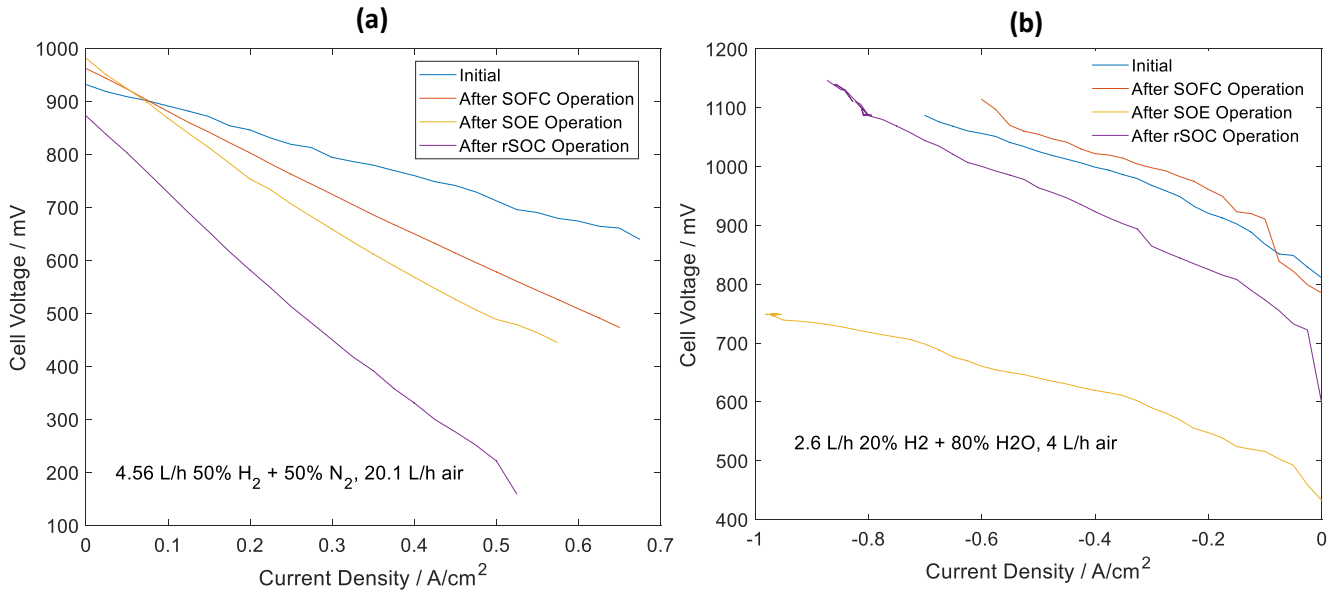 (a)
1000
900
800
700
600
500
400
300
200
100
0
0.1
0.2
0.3
0.4
0.5
0.6
0.7
Cell Voltage / mV
Current Density / A/cm²
Initial
After SOFC Operation
After SOE Operation
After rSOC Operation
4.56 L/h 50% H₂ + 50% N₂, 20.1 L/h air
(b)
1200
1100
1000
900
800
700
600
500
400
-1
-0.8
-0.6
-0.4
-0.2
0
Cell Voltage / mV
Current Density / A/cm²
Initial
After SOFC Operation
After SOE Operation
After rSOC Operation
2.6 L/h 20% H2 + 80% H2O, 4 L/h air